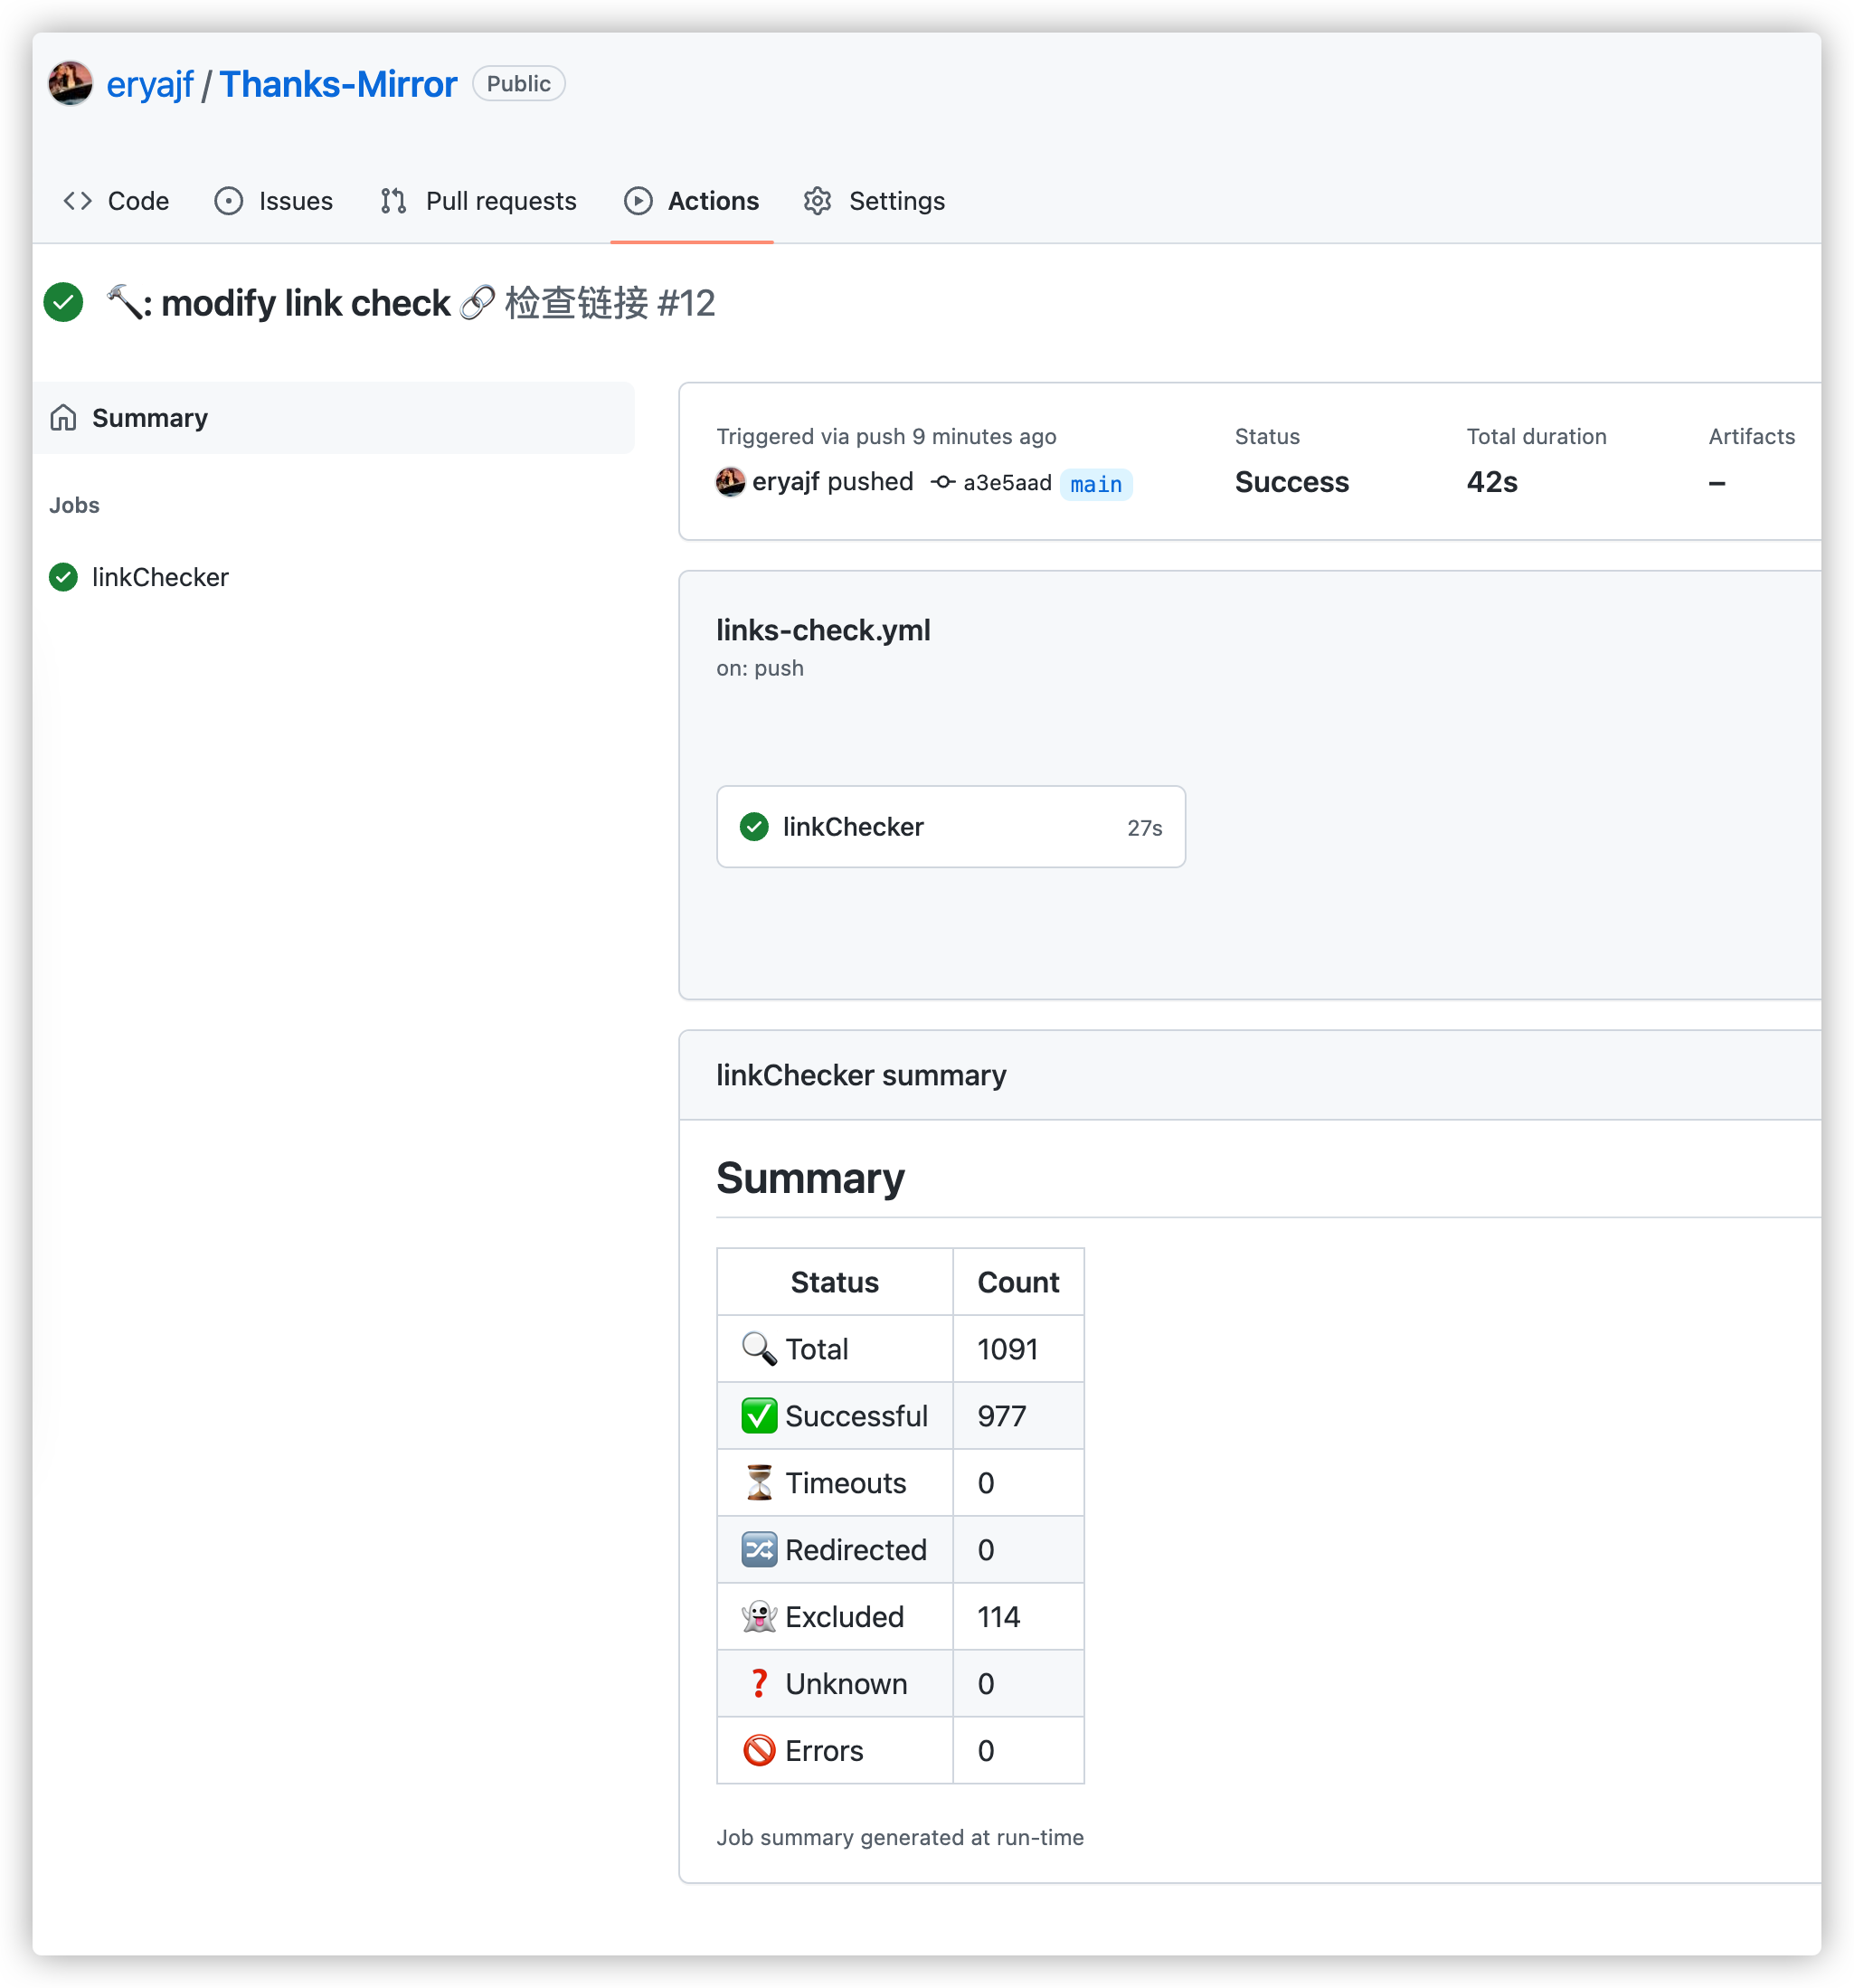 eryajf / Thanks-Mirror Public
Code Issues Pull requests Actions Settings
🔨: modify link check 🔗 检查链接 #12
Summary
Jobs
linkChecker
Triggered via push 9 minutes ago
eryajf pushed a3e5aad main
Status
Success
Total duration
42s
Artifacts
–
links-check.yml
on: push
linkChecker 27s
linkChecker summary
Summary
Status Count
🔍 Total 1091
✅ Successful 977
⏳ Timeouts 0
🔀 Redirected 0
👻 Excluded 114
❓ Unknown 0
🚫 Errors 0
Job summary generated at run-time